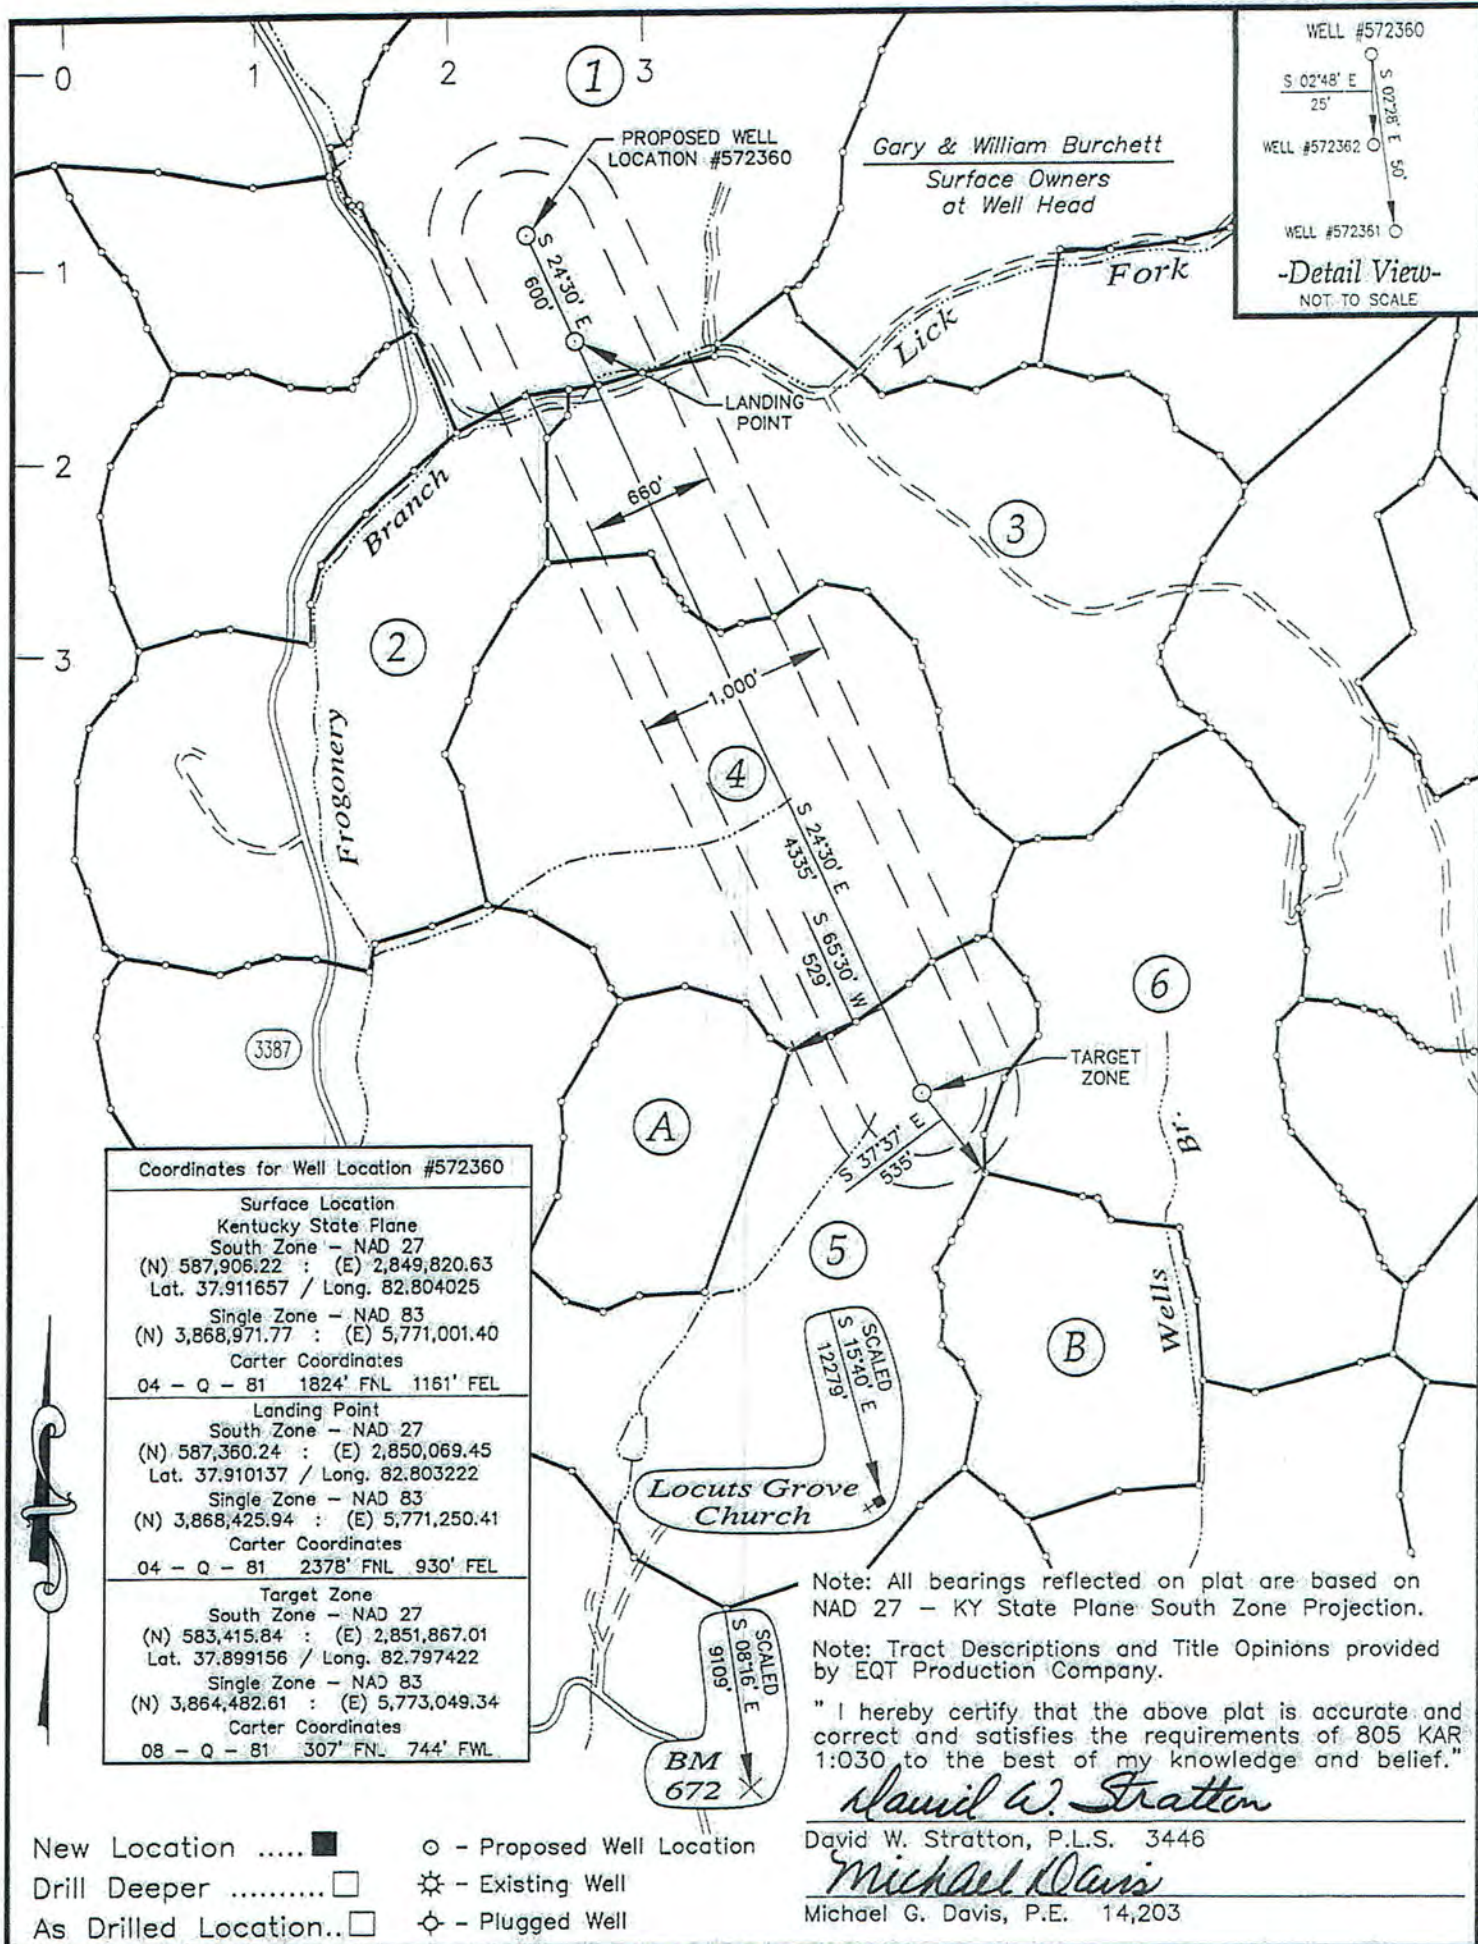 0
1
2
3
1
2
3
1
PROPOSED WELL
LOCATION #572360
Gary & William Burchett
Surface Owners
at Well Head
WELL #572360
S 02°48' E
25'
S 02°28' E 50'
WELL #572362
WELL #572361
-Detail View-
NOT TO SCALE
S 24°30' E
600'
Lick
Fork
LANDING
POINT
Branch
660'
3
2
1,000'
4
Frogonery
S 24°30' E
4335'
S 65°30' W
529'
6
3387
TARGET
ZONE
A
S 37°37' E
535'
Br.
Wells
5
B
Coordinates for Well Location #572360
Surface Location
Kentucky State Plane
South Zone - NAD 27
(N) 587,906.22 : (E) 2,849,820.63
Lat. 37.911657 / Long. 82.804025
Single Zone - NAD 83
(N) 3,868,971.77 : (E) 5,771,001.40
Carter Coordinates
04 - Q - 81 1824' FNL 1161' FEL
Landing Point
South Zone - NAD 27
(N) 587,360.24 : (E) 2,850,069.45
Lat. 37.910137 / Long. 82.803222
Single Zone - NAD 83
(N) 3,868,425.94 : (E) 5,771,250.41
Carter Coordinates
04 - Q - 81 2378' FNL 930' FEL
Target Zone
South Zone - NAD 27
(N) 583,415.84 : (E) 2,851,867.01
Lat. 37.899156 / Long. 82.797422
Single Zone - NAD 83
(N) 3,864,482.61 : (E) 5,773,049.34
Carter Coordinates
08 - Q - 81 307' FNL 744' FWL
SCALED
S 15°40' E
12279'
Locuts Grove
Church
SCALED
S 08°16' E
9109'
BM
672
Note: All bearings reflected on plat are based on
NAD 27 - KY State Plane South Zone Projection.
Note: Tract Descriptions and Title Opinions provided
by EQT Production Company.
" I hereby certify that the above plat is accurate and
correct and satisfies the requirements of 805 KAR
1:030 to the best of my knowledge and belief."
David W. Stratton
David W. Stratton, P.L.S. 3446
Michael Davis
Michael G. Davis, P.E. 14,203
New Location .....
Drill Deeper ..........
As Drilled Location..
- Proposed Well Location
- Existing Well
- Plugged Well